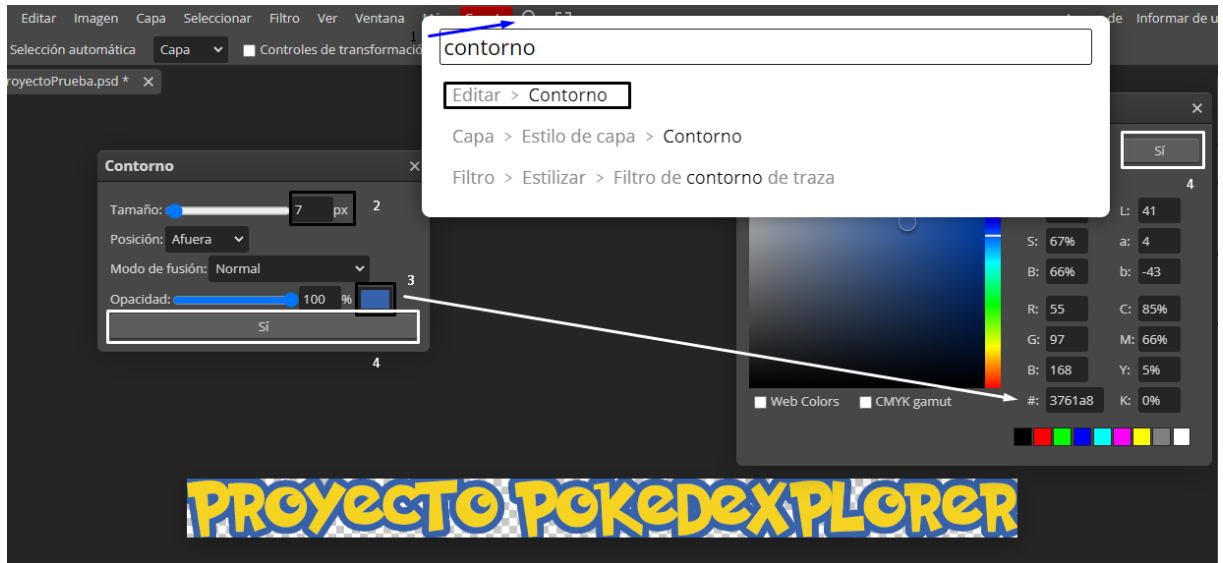 Editar Imagen Capa Seleccionar Filtro Ver Ventana
de Informar de u
Selección automática Capa Controles de transformació
1
contorno
royectoPrueba.psd *
Editar > Contorno
Capa > Estilo de capa > Contorno
Filtro > Estilizar > Filtro de contorno de traza
Contorno
Tamaño: 7 px
2
Posición: Afuera
Modo de fusión: Normal
Opacidad: 100 %
3
Sí
4
Sí
4
L: 41
S: 67% a: 4
B: 66% b: -43
R: 55 C: 85%
G: 97 M: 66%
B: 168 Y: 5%
Web Colors CMYK gamut #: 3761a8 K: 0%
PROYECTO POKEDEXPLORER